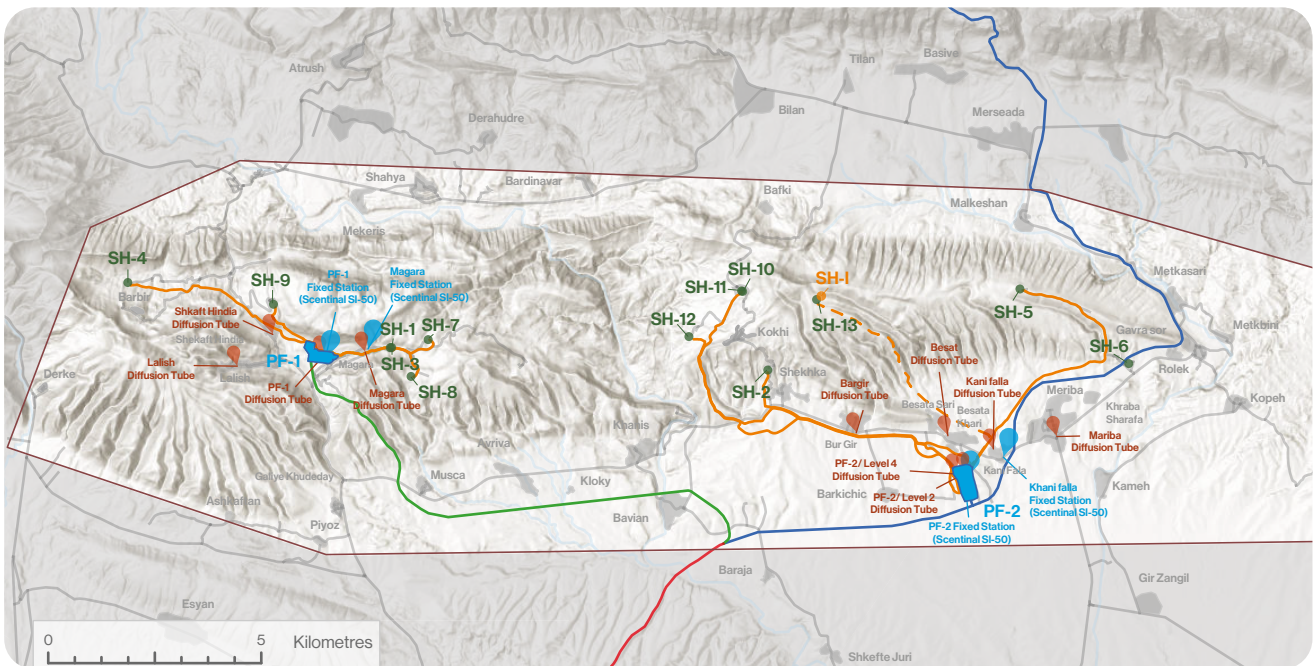 Tilan
Basive
Atrush
Bilan
Merseada
Derahudre
Shahya
Bardinavar
Bafki
Malkeshan
Mekeris
SH-4
Barbir
SH-9
PF-1
Fixed Station
(Scentinal SI-50)
Magara
Fixed Station
(Scentinal SI-50)
SH-10
SH-11
SH-I
SH-13
Metkasari
SH-5
Shkaft Hindia
Diffusion Tube
Shekaft Hindia
SH-1
SH-7
SH-12
Kokhi
Gavra sor
Metkbiri
SH-6
Derke
Lalish
Diffusion Tube
Lalish
PF-1
Magara
SH-3
SH-8
PF-1
Diffusion Tube
Magara
Diffusion Tube
SH-2
Shekhka
Bargir
Diffusion Tube
Besat
Diffusion Tube
Kani falla
Diffusion Tube
Rolek
Meriba
Kopeh
Besata Sari
Besata
Khari
Khraba
Sharafa
Khanis
Avriva
Bur Gir
Mariba
Diffusion Tube
Galiye Khudeday
Musca
Kloky
PF-2/ Level 4
Diffusion Tube
Kani Fala
Ashkafran
Barkichic
PF-2/ Level 2
Diffusion Tube
Khani falla
Fixed Station
(Scentinal SI-50)
Kameh
Piyoz
Bavian
PF-2
PF-2 Fixed Station
(Scentinal SI-50)
Baraja
Gir Zangil
Esyan
0
5
Kilometres
Shkefte Juri